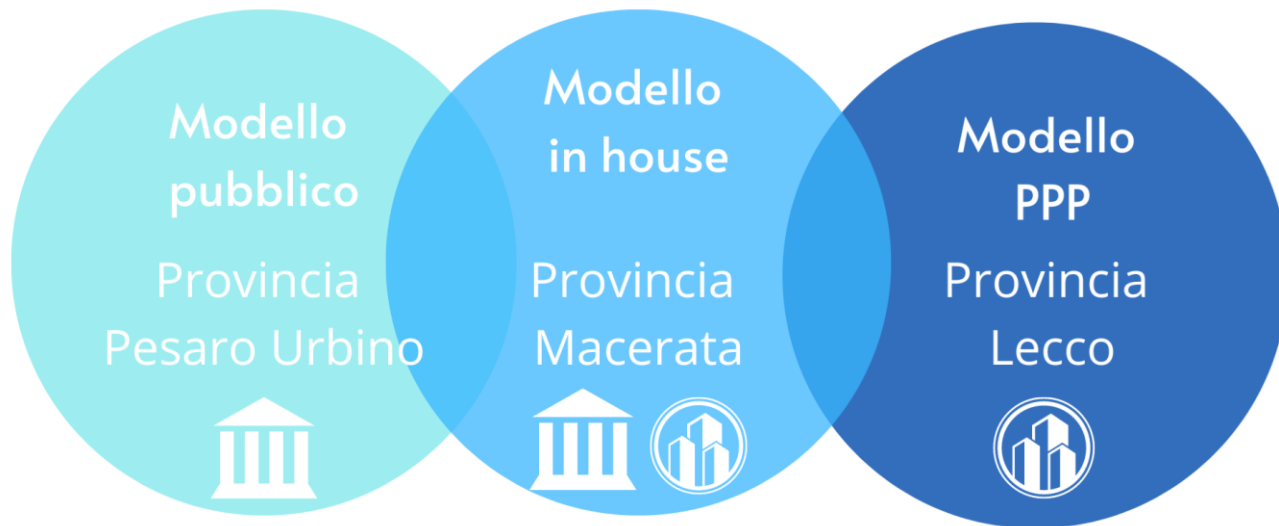 Modello
pubblico
Provincia
Pesaro Urbino
Modello
in house
Provincia
Macerata
Modello
PPP
Provincia
Lecco